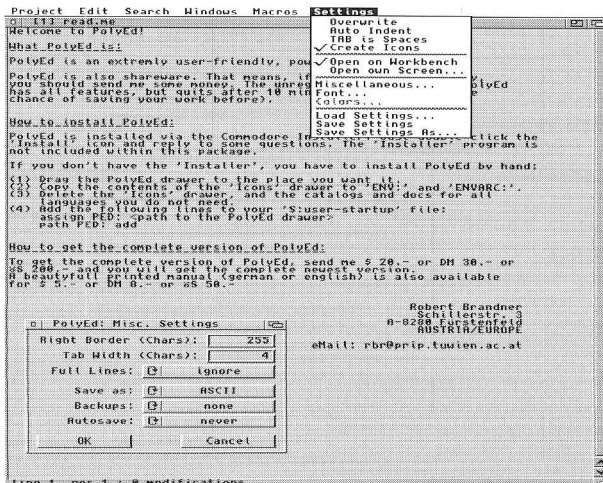 Project Edit Search Windows Macros Settings
[1] read.me
Welcome to PolyEd!
What PolyEd is:
PolyEd is an extremly user-friendly, pow
PolyEd is also shareware. That means, if
you should send me some money. The unreg
has all features, but quits after 10 min
chance of saving your work before).
Overwrite
Auto Indent
TAB is Spaces
Create Icons
Open on Workbench
Open own Screen...
Miscellaneous...
Font...
Colors...
Load Settings...
Save Settings
Save Settings As...
How to install PolyEd:
PolyEd is installed via the Commodore click the
'Install' icon and reply to some questions. The 'Installer' program is
not included within this package.
If you don't have the 'Installer', you have to install PolyEd by hand:
(1) Drag the PolyEd drawer to the place you want it.
(2) Copy the contents of the 'Icons' drawer to 'ENV:' and 'ENVARC:'.
(3) Delete the 'Icons' drawer, and the catalogs and docs for all
languages you do not need.
(4) Add the following lines to your 'S:user-startup' file:
assign PED: <path to the PolyEd drawer>
path PED: add
How to get the complete version of PolyEd:
To get the complete version of PolyEd, send me $ 20.- or DM 30.- or
öS 200,- and you will get the complete newest version.
A beautyfull printed manual (german or english) is also available
for $ 5.- or DM 8.- or öS 50.-
Robert Brandner
Schillerstr. 3
A-8280 Fürstenfeld
AUSTRIA/EUROPE
eMail: rbr@prip.tuwien.ac.at
PolyEd: Misc. Settings
Right Border (Chars): 255
Tab Width (Chars): 4
Full Lines: ignore
Save as: ASCII
Backups: none
Autosave: never
OK Cancel
Line 1, pos 1 : 0 modifications